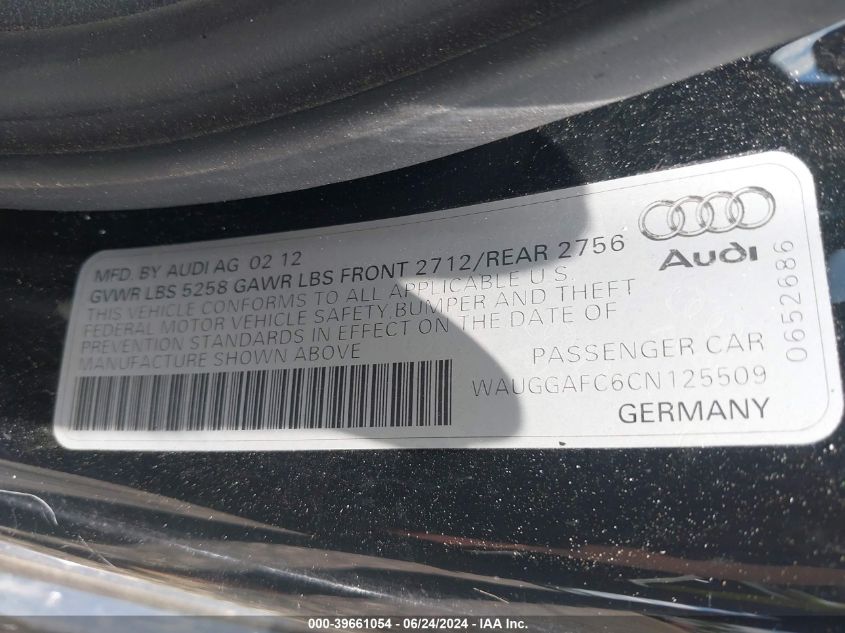 MFD. BY AUDI AG 02 12
GVWR LBS 5258 GAWR LBS FRONT 2712/REAR 2756
THIS VEHICLE CONFORMS TO ALL APPLICABLE U.S.
FEDERAL MOTOR VEHICLE SAFETY,BUMPER AND THEFT
PREVENTION STANDARDS IN EFFECT ON THE DATE OF
MANUFACTURE SHOWN ABOVE
PASSENGER CAR
WAUGGAFC6CN125509
GERMANY
Audi
0652686
000-39661054 - 06/24/2024 - IAAI Inc.